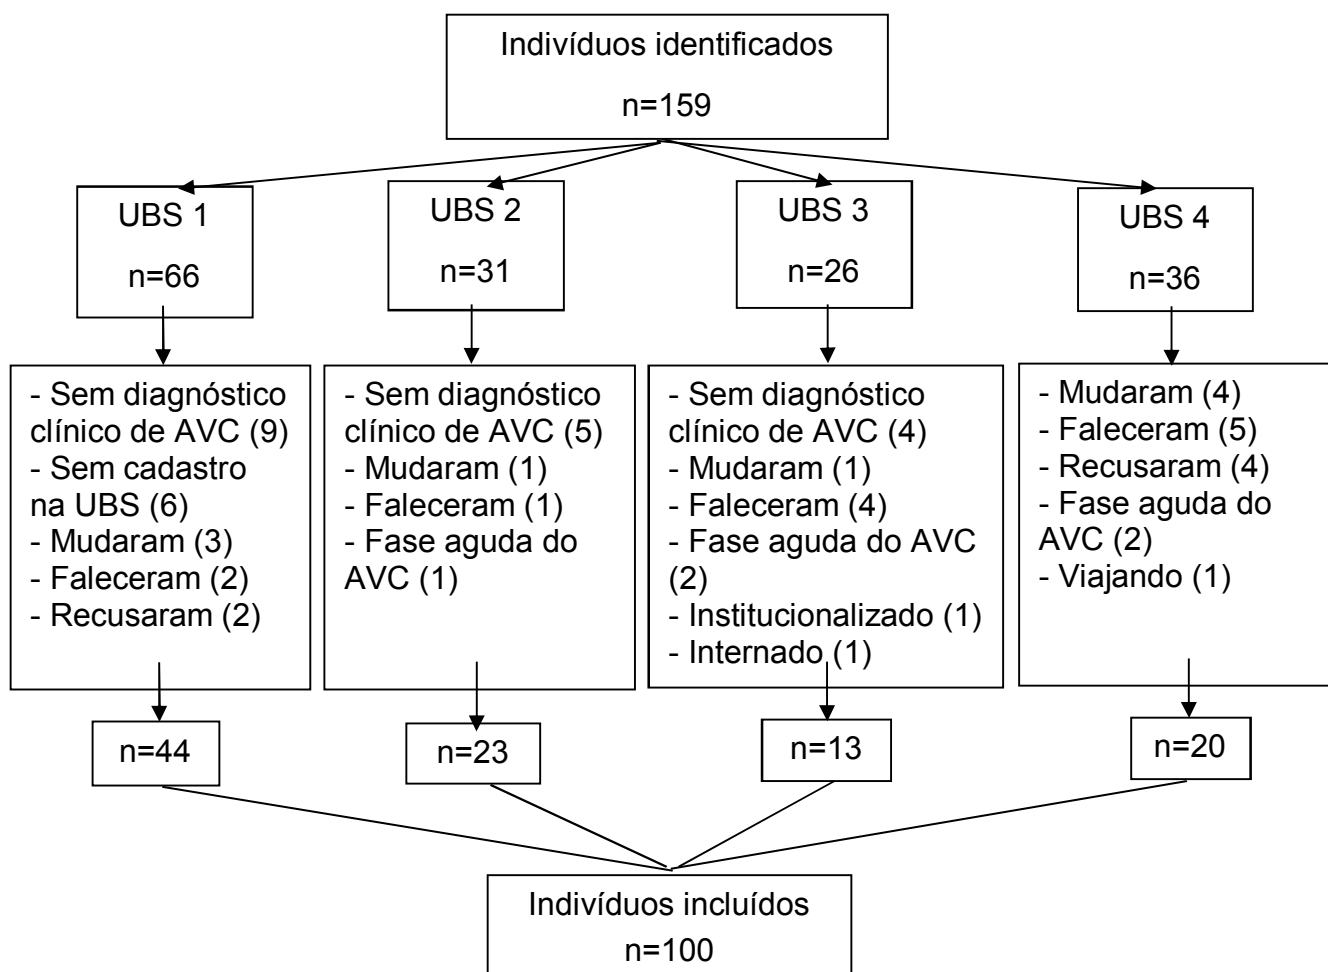 Indivíduos identificados
n=159
UBS 1
n=66
UBS 2
n=31
UBS 3
n=26
UBS 4
n=36
- Sem diagnóstico
clínico de AVC (9)
- Sem cadastro
na UBS (6)
- Mudaram (3)
- Faleceram (2)
- Recusaram (2)
- Sem diagnóstico
clínico de AVC (5)
- Mudaram (1)
- Faleceram (1)
- Fase aguda do
AVC (1)
- Sem diagnóstico
clínico de AVC (4)
- Mudaram (1)
- Faleceram (4)
- Fase aguda do AVC
(2)
- Institucionalizado (1)
- Internado (1)
- Mudaram (4)
- Faleceram (5)
- Recusaram (4)
- Fase aguda do
AVC (2)
- Viajando (1)
n=44
n=23
n=13
n=20
Indivíduos incluídos
n=100